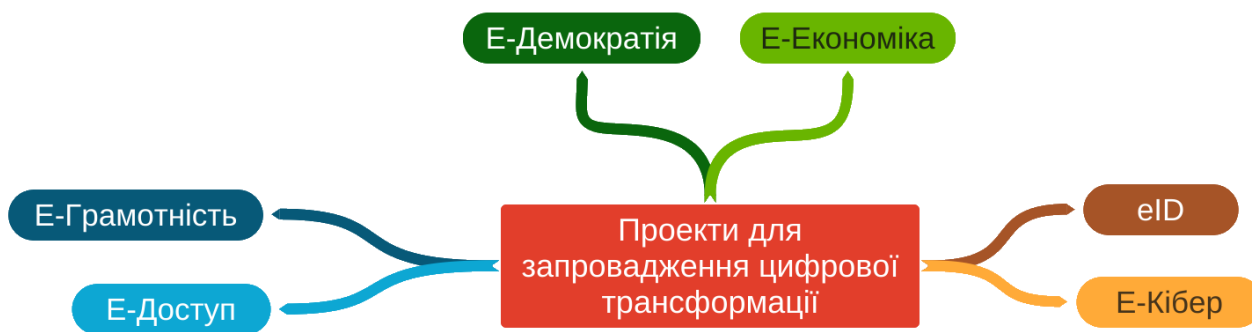 Е-Демократія
Е-Економіка
Е-Грамотність
Проекти для
запровадження цифрової
трансформації
eID
Е-Доступ
Е-Кібер